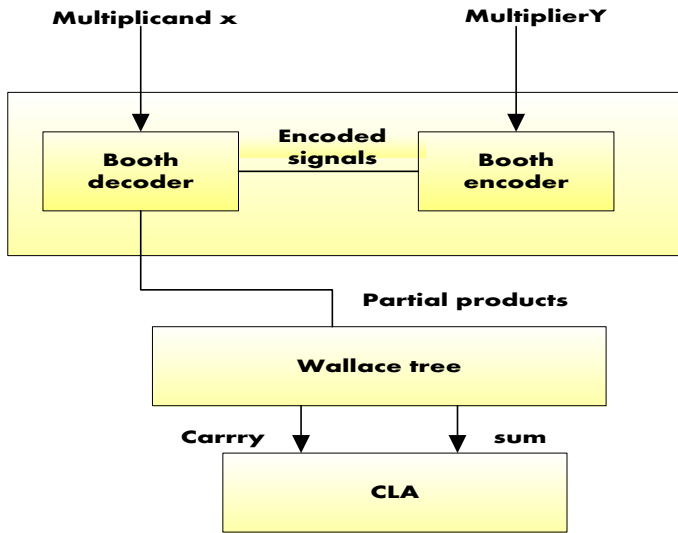 Multiplicand x
MultiplierY
Encoded
signals
Booth
decoder
Booth
encoder
Partial products
Wallace tree
Carrry
sum
CLA